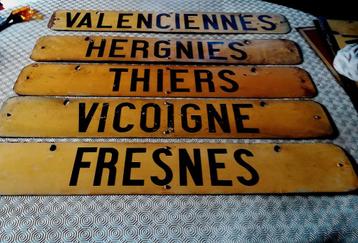 VALENCIENNES
HERGNIES
THIERS
VICOIGNE
FRESNES